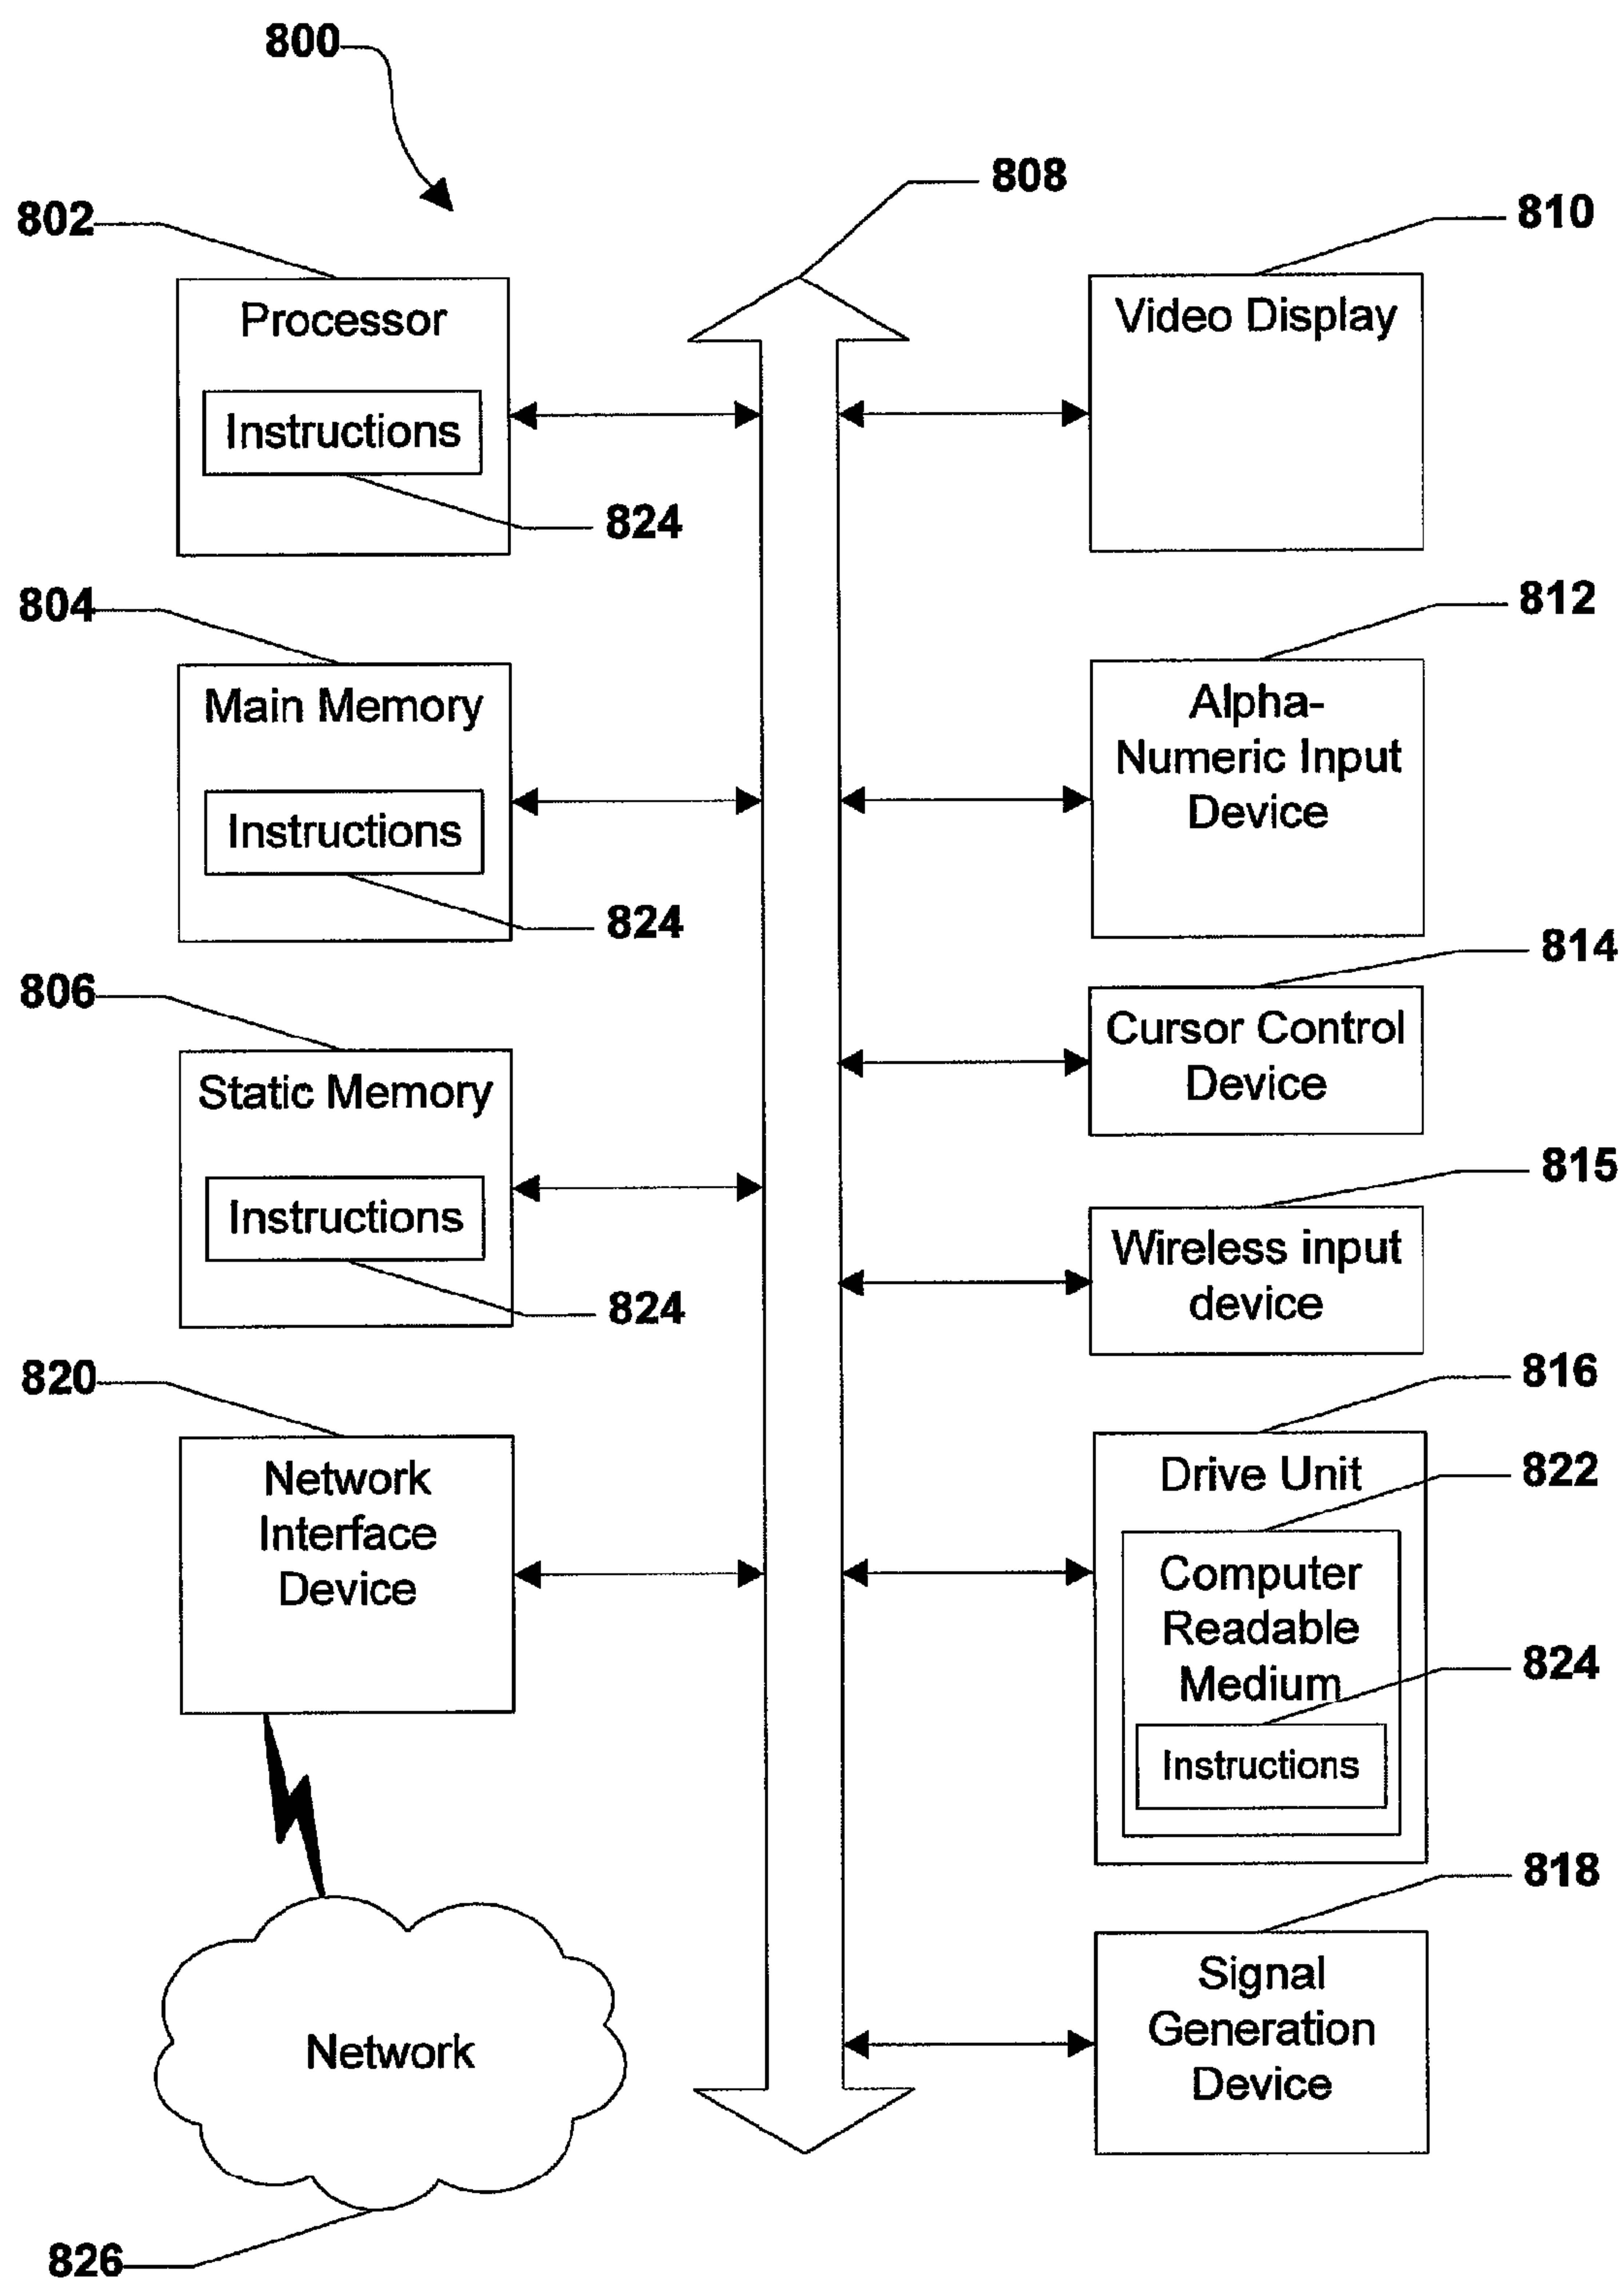 800
808
802
810
Processor
Instructions
824
Video Display
804
812
Main Memory
Instructions
824
Alpha-
Numeric Input
Device
814
Cursor Control
Device
806
Static Memory
Instructions
824
815
Wireless input
device
820
Network
Interface
Device
816
Drive Unit
822
Computer
Readable
Medium
824
Instructions
818
Signal
Generation
Device
Network
826